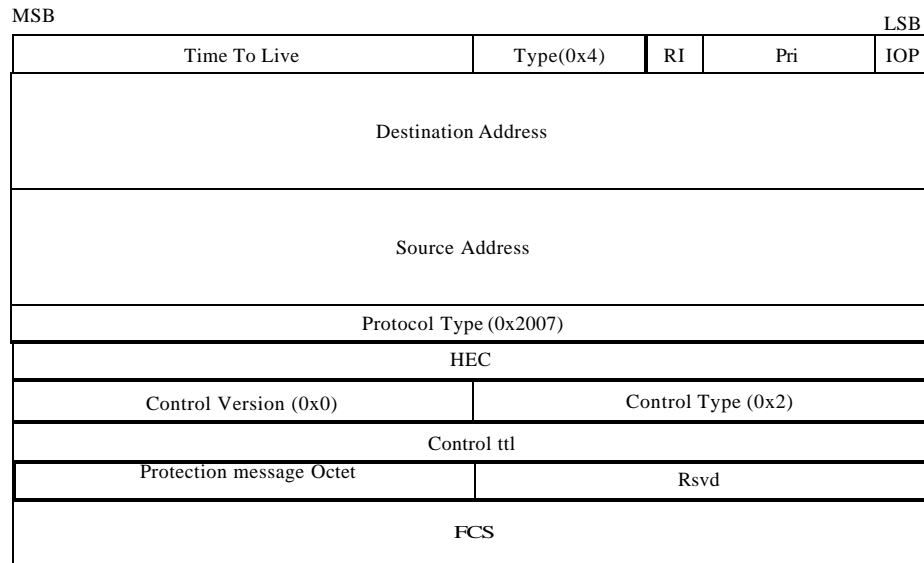 MSB
LSB
Time To Live Type(0x4) RI Pri IOP
Destination Address
Source Address
Protocol Type (0x2007)
HEC
Control Version (0x0) Control Type (0x2)
Control ttl
Protection message Octet Rsvd
FCS